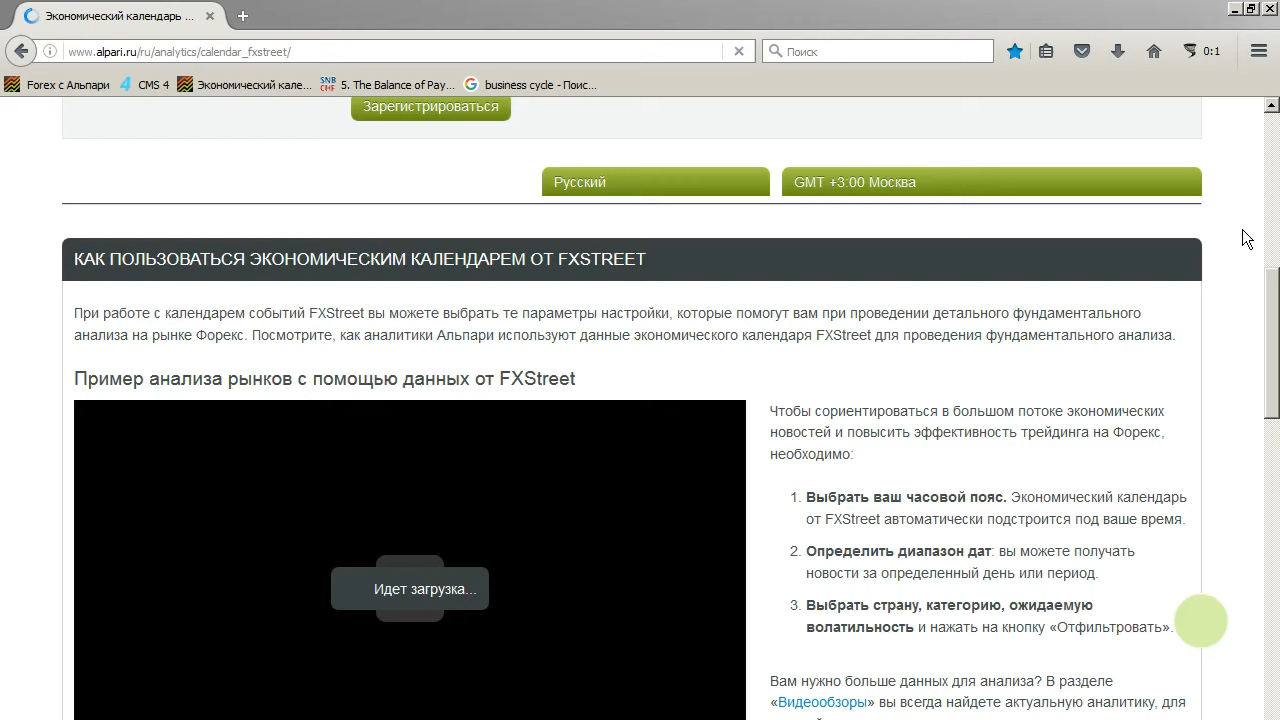 Экономический календарь ...
www.alpari.ru/ru/analytics/calendar_fxstreet/
Поиск
0:1
Forex с Альпари
CMS 4
Экономический кале...
SNB CMF
5. The Balance of Pay...
business cycle - Поис...
Зарегистрироваться
Русский
GMT +3:00 Москва
КАК ПОЛЬЗОВАТЬСЯ ЭКОНОМИЧЕСКИМ КАЛЕНДАРЕМ ОТ FXSTREET
При работе с календарем событий FXStreet вы можете выбрать те параметры настройки, которые помогут вам при проведении детального фундаментального
анализа на рынке Форекс. Посмотрите, как аналитики Альпари используют данные экономического календаря FXStreet для проведения фундаментального анализа.
Пример анализа рынков с помощью данных от FXStreet
Идет загрузка...
Чтобы сориентироваться в большом потоке экономических
новостей и повысить эффективность трейдинга на Форекс,
необходимо:
1. Выбрать ваш часовой пояс. Экономический календарь
от FXStreet автоматически подстроится под ваше время.
2. Определить диапазон дат: вы можете получать
новости за определенный день или период.
3. Выбрать страну, категорию, ожидаемую
волатильность и нажать на кнопку «Отфильтровать».
Вам нужно больше данных для анализа? В разделе
«Видеообзоры» вы всегда найдете актуальную аналитику, для